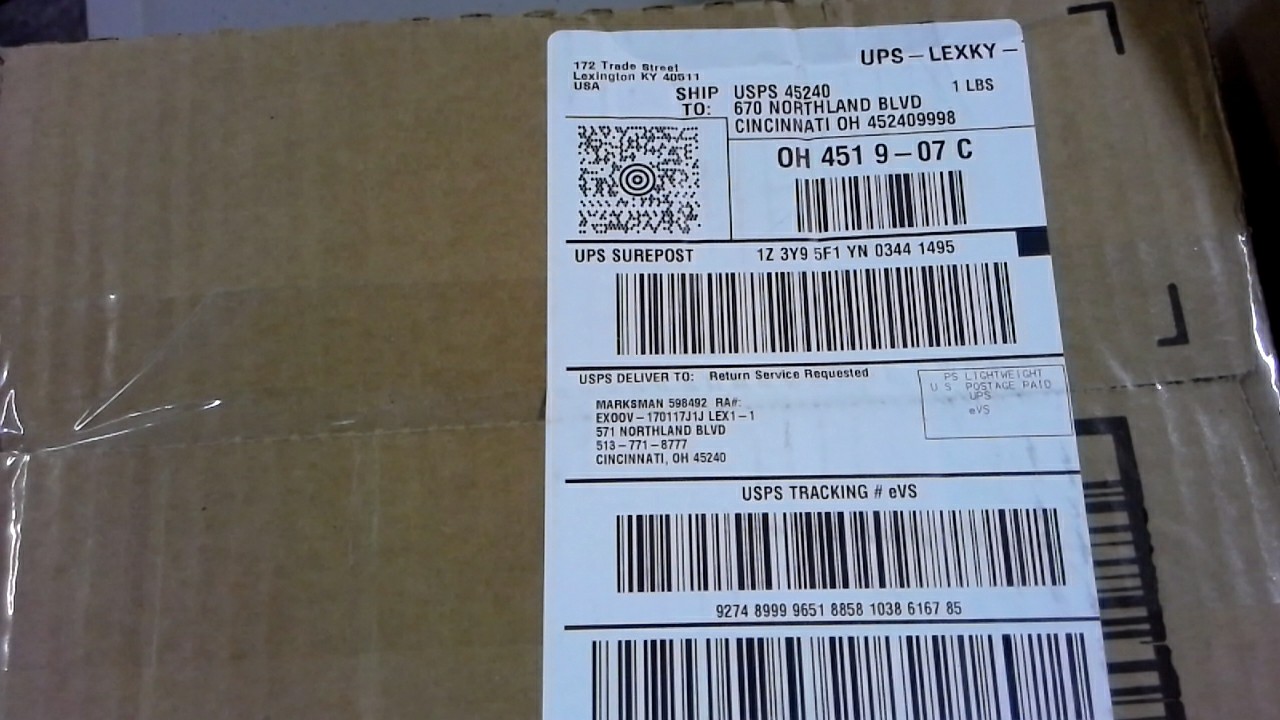 UPS – LEXKY –
172 Trade Street
Lexington KY 40511
USA
1 LBS
SHIP TO:
USPS 45240
670 NORTHLAND BLVD
CINCINNATI OH 452409998
OH 451 9 – 07 C
UPS SUREPOST 1Z 3Y9 5F1 YN 0344 1495
USPS DELIVER TO: Return Service Requested
PS LIGHTWEIGHT
U S POSTAGE PAID
UPS
eVS
MARKSMAN 598492 RA#:
EX00V – 170117J1J LEX1 – 1
571 NORTHLAND BLVD
513 – 771 – 8777
CINCINNATI, OH 45240
USPS TRACKING # eVS
9274 8999 9651 8858 1038 6167 85